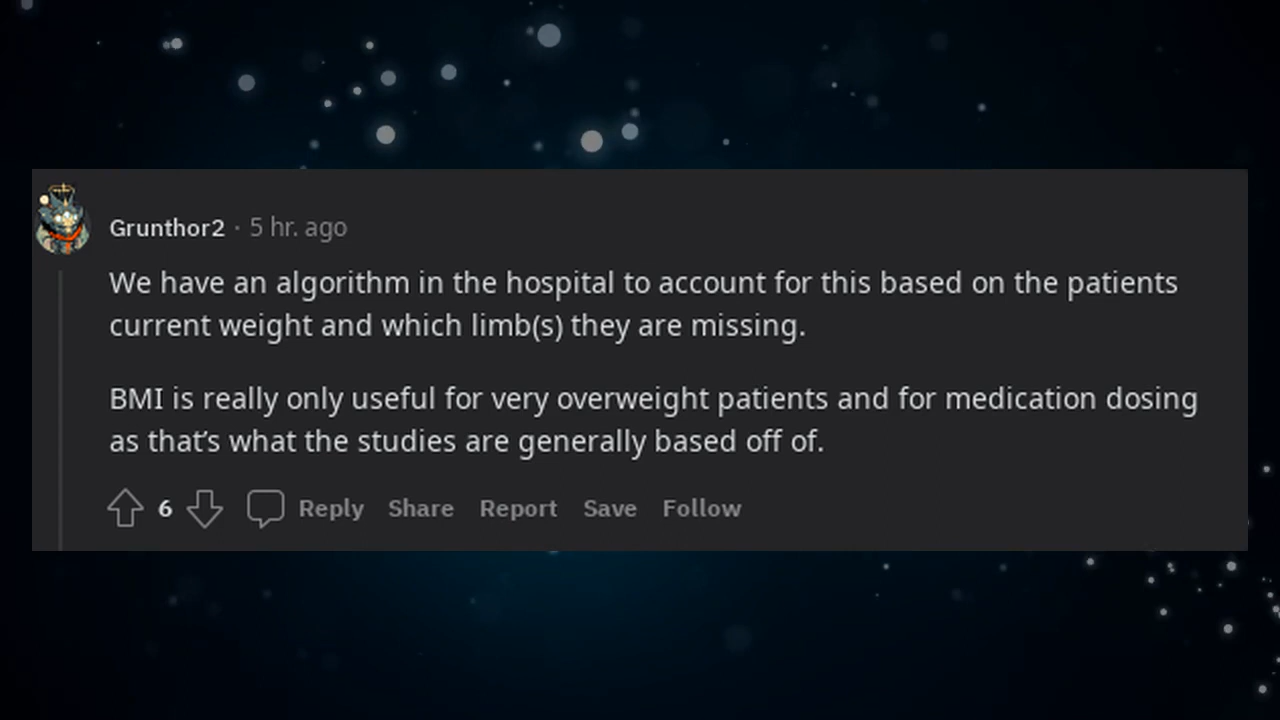 Grunthor2 · 5 hr. ago
We have an algorithm in the hospital to account for this based on the patients
current weight and which limb(s) they are missing.
BMI is really only useful for very overweight patients and for medication dosing
as that’s what the studies are generally based off of.
6 Reply Share Report Save Follow